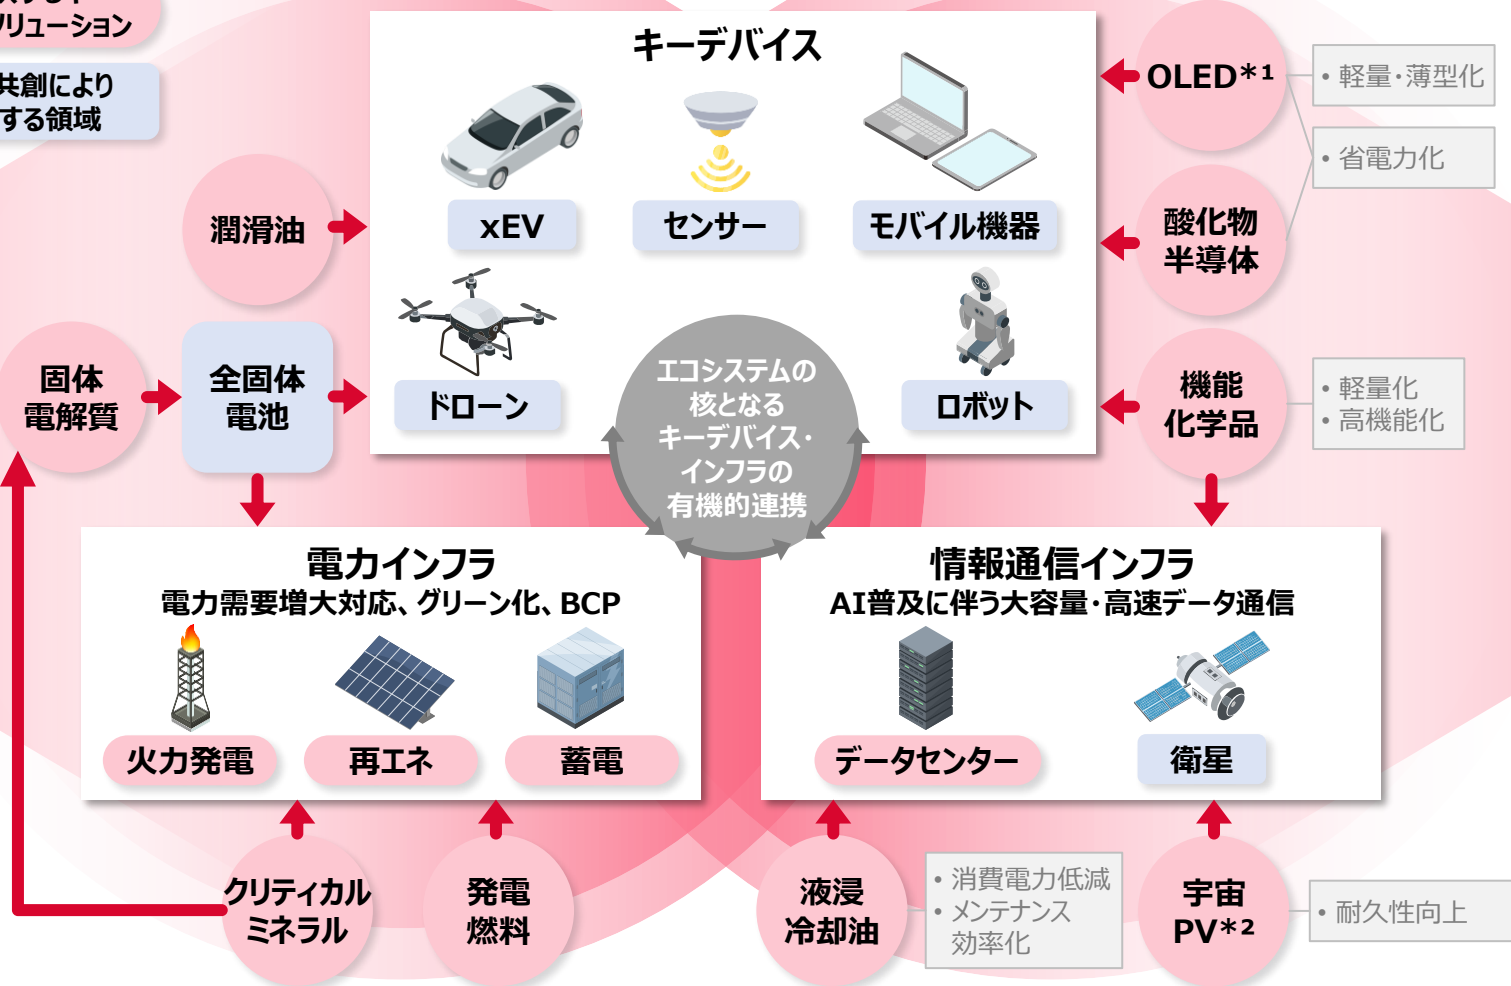 リューション
共創により
する領域
キーデバイス
xEV
センサー
モバイル機器
ドローン
ロボット
潤滑油
固体
電解質
全固体
電池
OLED*1
・軽量・薄型化
・省電力化
酸化物
半導体
機能
化学品
・軽量化
・高機能化
エコシステムの
核となる
キーデバイス・
インフラの
有機的連携
電力インフラ
電力需要増大対応、グリーン化、BCP
火力発電
再エネ
蓄電
情報通信インフラ
AI普及に伴う大容量・高速データ通信
データセンター
衛星
クリティカル
ミネラル
発電
燃料
液浸
冷却油
・消費電力低減
・メンテナンス
効率化
宇宙
PV*2
・耐久性向上